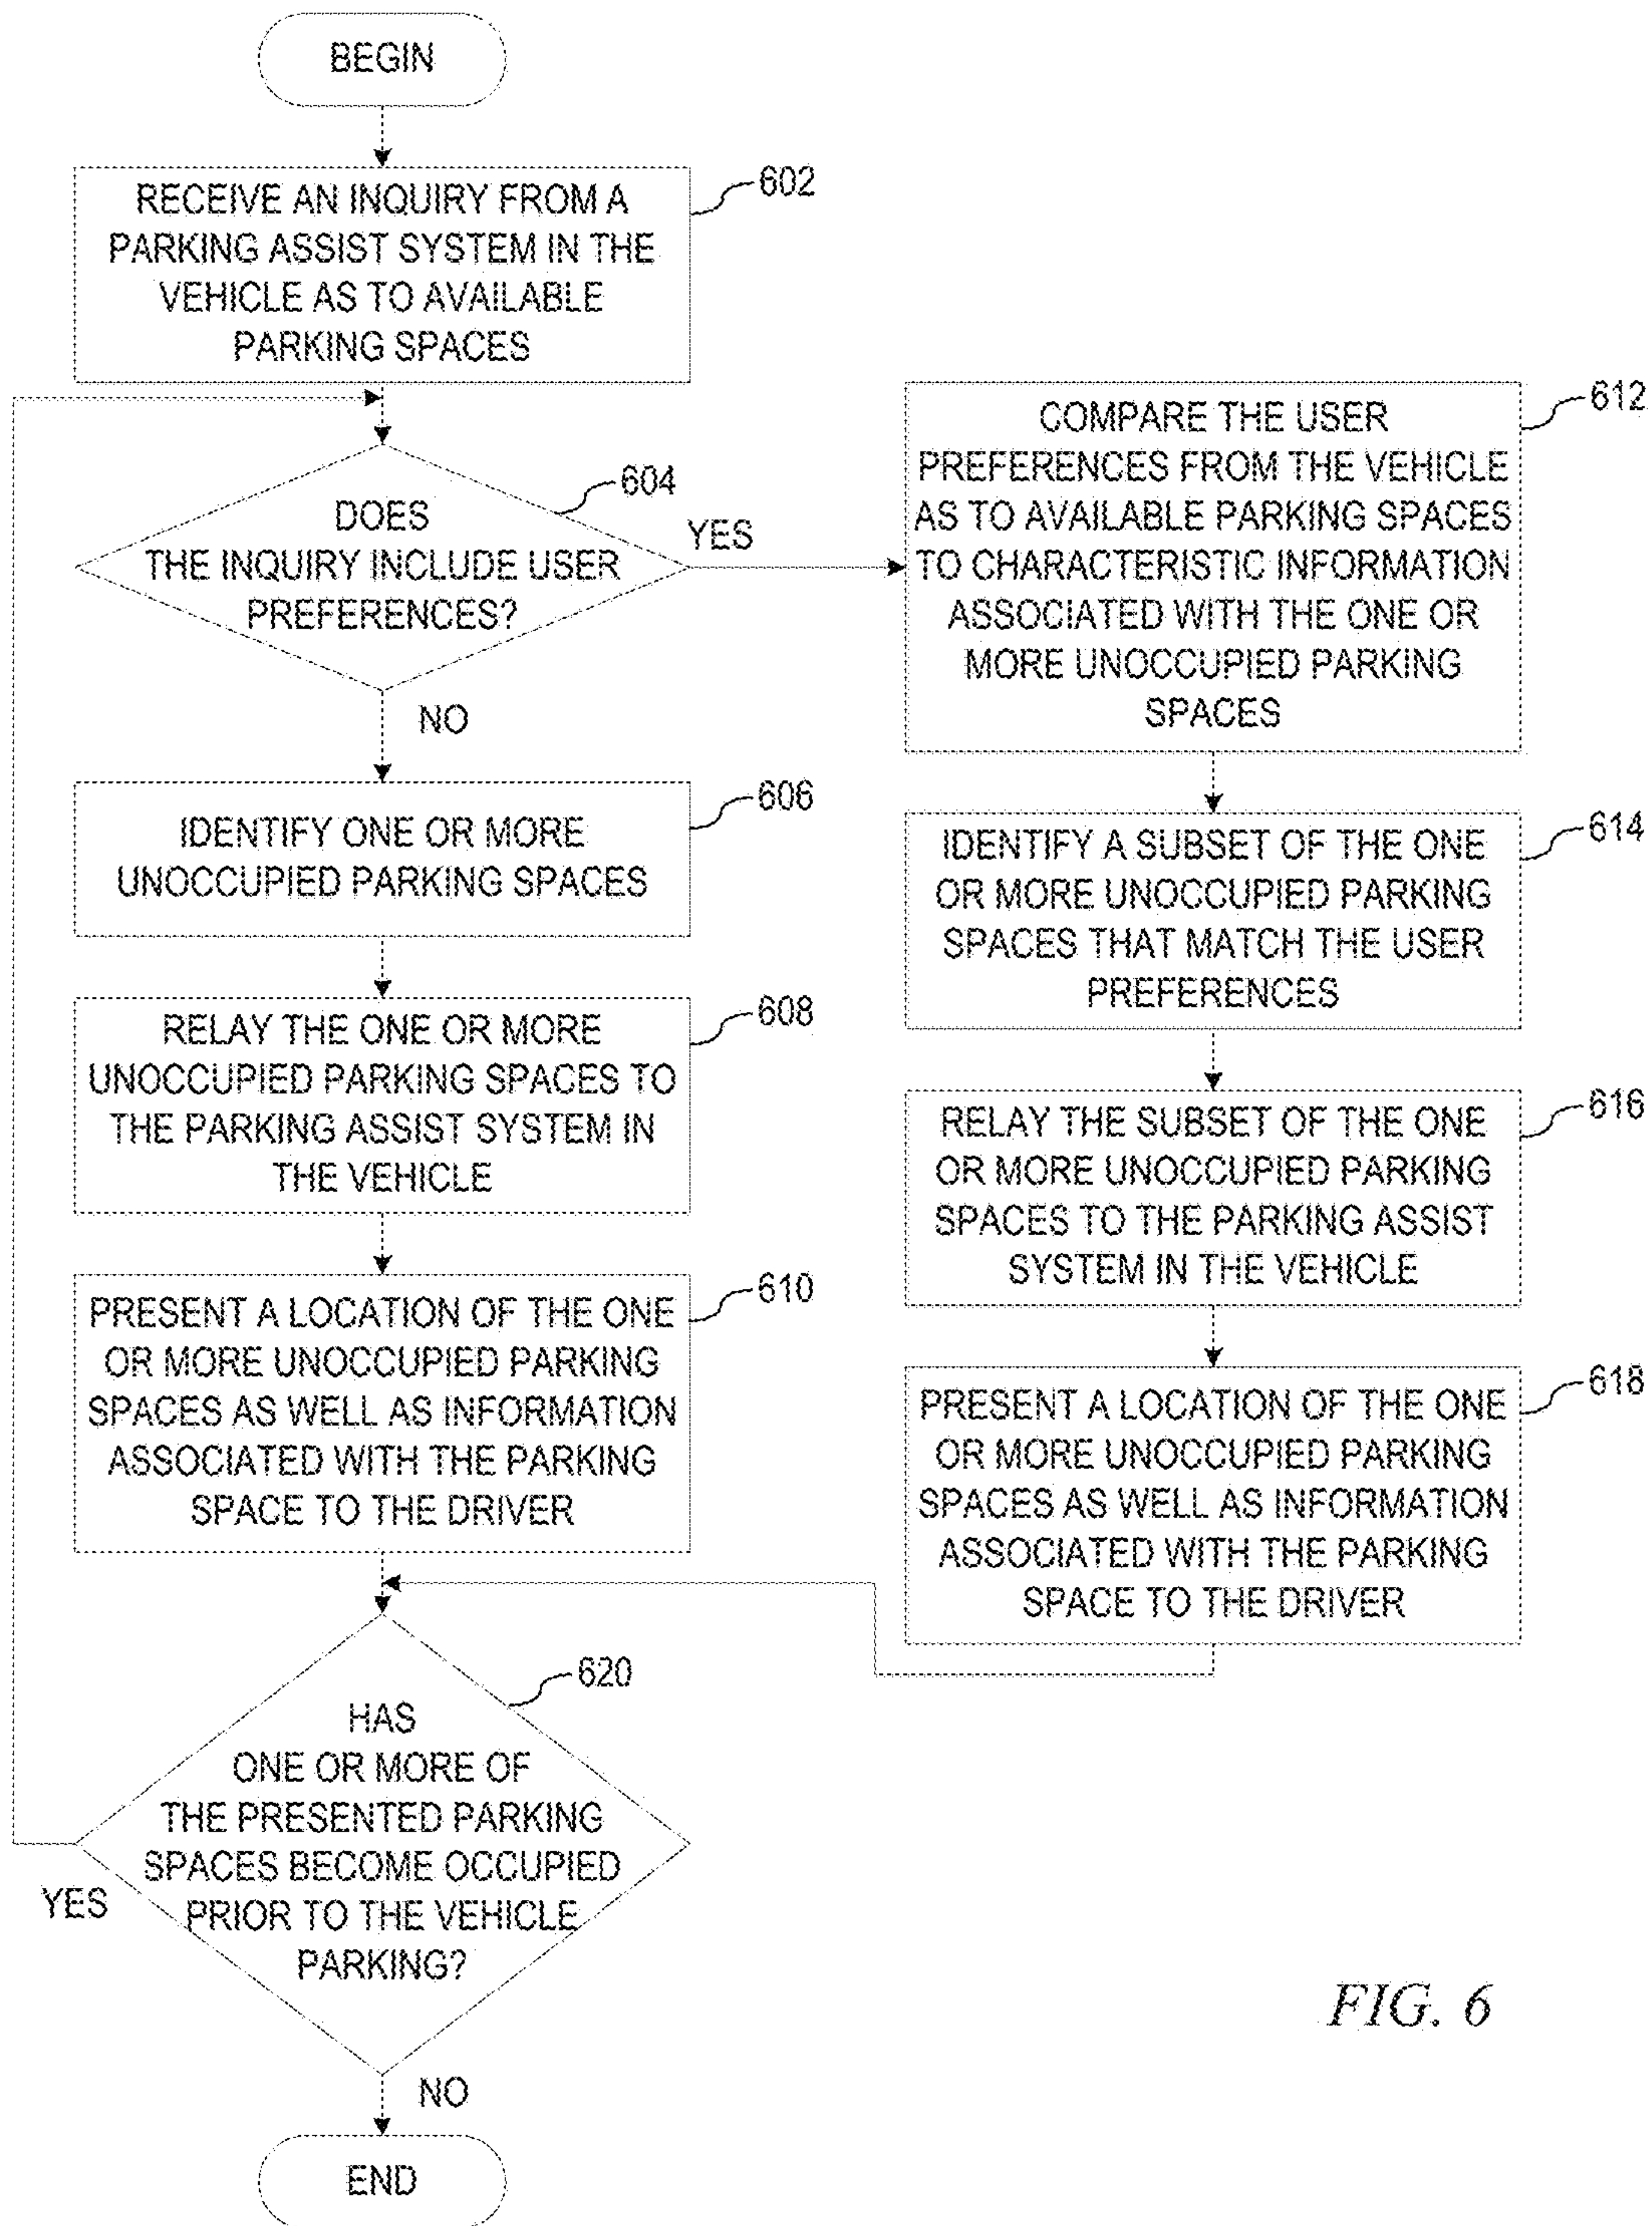 BEGIN
RECEIVE AN INQUIRY FROM A
PARKING ASSIST SYSTEM IN THE
VEHICLE AS TO AVAILABLE
PARKING SPACES
602
DOES
THE INQUIRY INCLUDE USER
PREFERENCES?
604
YES
NO
IDENTIFY ONE OR MORE
UNOCCUPIED PARKING SPACES
606
RELAY THE ONE OR MORE
UNOCCUPIED PARKING SPACES TO
THE PARKING ASSIST SYSTEM IN
THE VEHICLE
608
PRESENT A LOCATION OF THE ONE
OR MORE UNOCCUPIED PARKING
SPACES AS WELL AS INFORMATION
ASSOCIATED WITH THE PARKING
SPACE TO THE DRIVER
610
COMPARE THE USER
PREFERENCES FROM THE VEHICLE
AS TO AVAILABLE PARKING SPACES
TO CHARACTERISTIC INFORMATION
ASSOCIATED WITH THE ONE OR
MORE UNOCCUPIED PARKING
SPACES
612
IDENTIFY A SUBSET OF THE ONE
OR MORE UNOCCUPIED PARKING
SPACES THAT MATCH THE USER
PREFERENCES
614
RELAY THE SUBSET OF THE ONE
OR MORE UNOCCUPIED PARKING
SPACES TO THE PARKING ASSIST
SYSTEM IN THE VEHICLE
616
PRESENT A LOCATION OF THE ONE
OR MORE UNOCCUPIED PARKING
SPACES AS WELL AS INFORMATION
ASSOCIATED WITH THE PARKING
SPACE TO THE DRIVER
618
HAS
ONE OR MORE OF
THE PRESENTED PARKING
SPACES BECOME OCCUPIED
PRIOR TO THE VEHICLE
PARKING?
620
YES
NO
END
FIG. 6